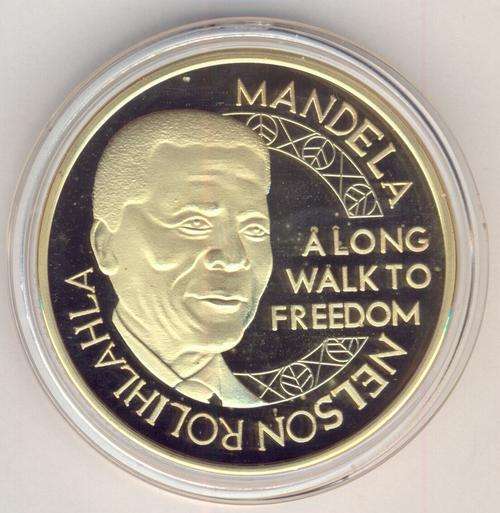 MANDELA
A LONG
WALK TO
FREEDOM
NELSON ROLIHLAHLA